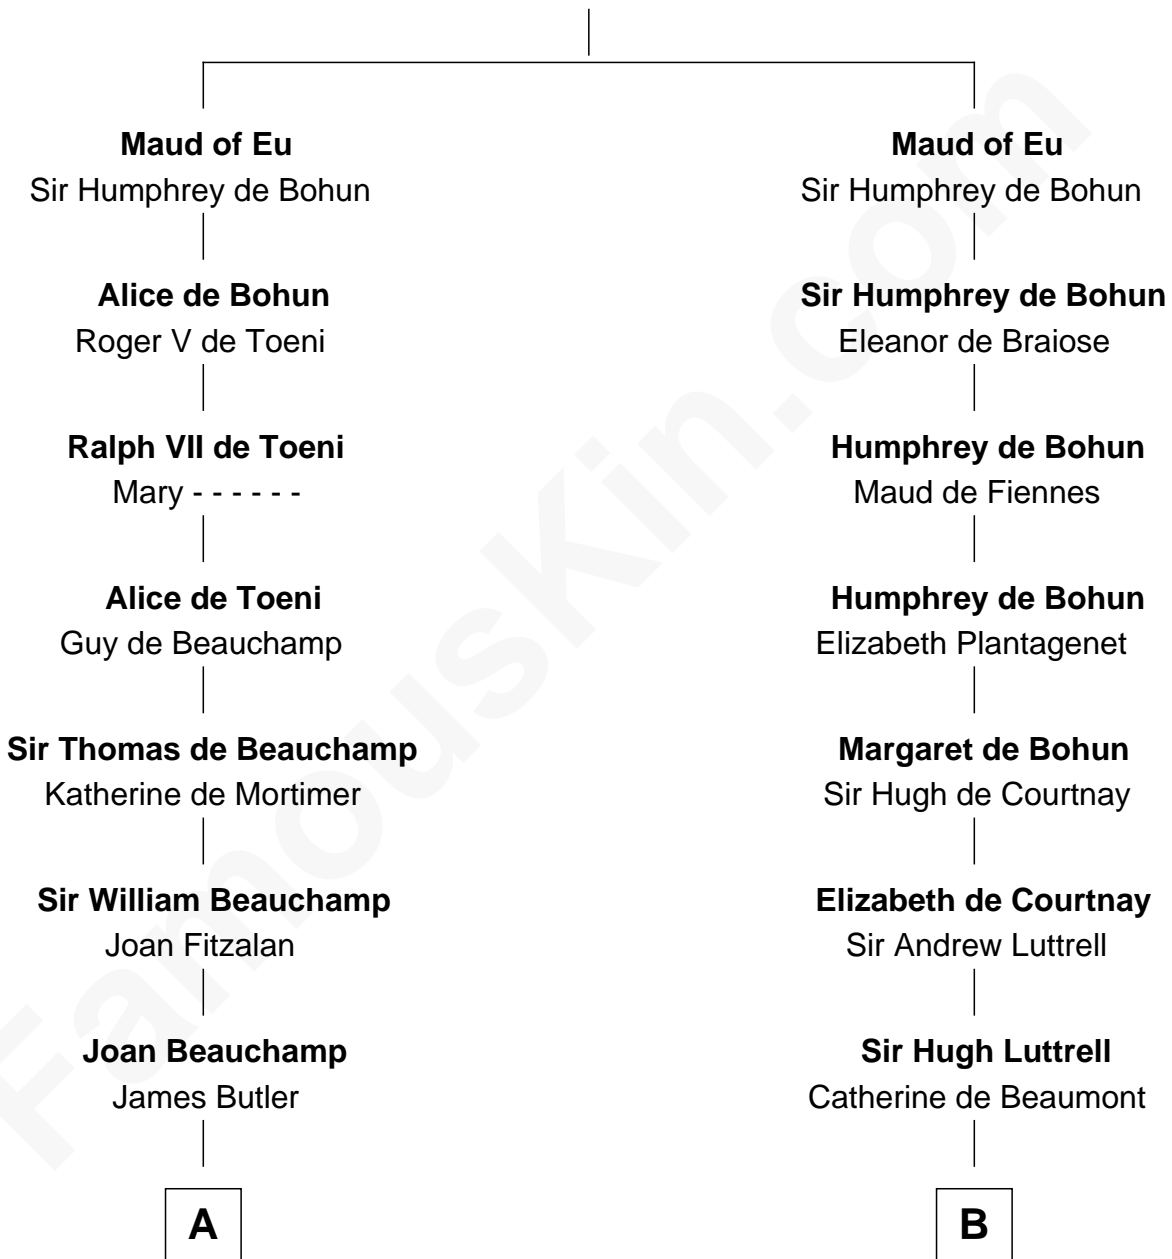 Maud of Eu
Sir Humphrey de Bohun
Alice de Bohun
Roger V de Toeni
Ralph VII de Toeni
Mary - - - - - -
Alice de Toeni
Guy de Beauchamp
Sir Thomas de Beauchamp
Katherine de Mortimer
Sir William Beauchamp
Joan Fitzalan
Joan Beauchamp
James Butler
A
Maud of Eu
Sir Humphrey de Bohun
Sir Humphrey de Bohun
Eleanor de Braiose
Humphrey de Bohun
Maud de Fiennes
Humphrey de Bohun
Elizabeth Plantagenet
Margaret de Bohun
Sir Hugh de Courtnay
Elizabeth de Courtnay
Sir Andrew Luttrell
Sir Hugh Luttrell
Catherine de Beaumont
B
FamousKin.com